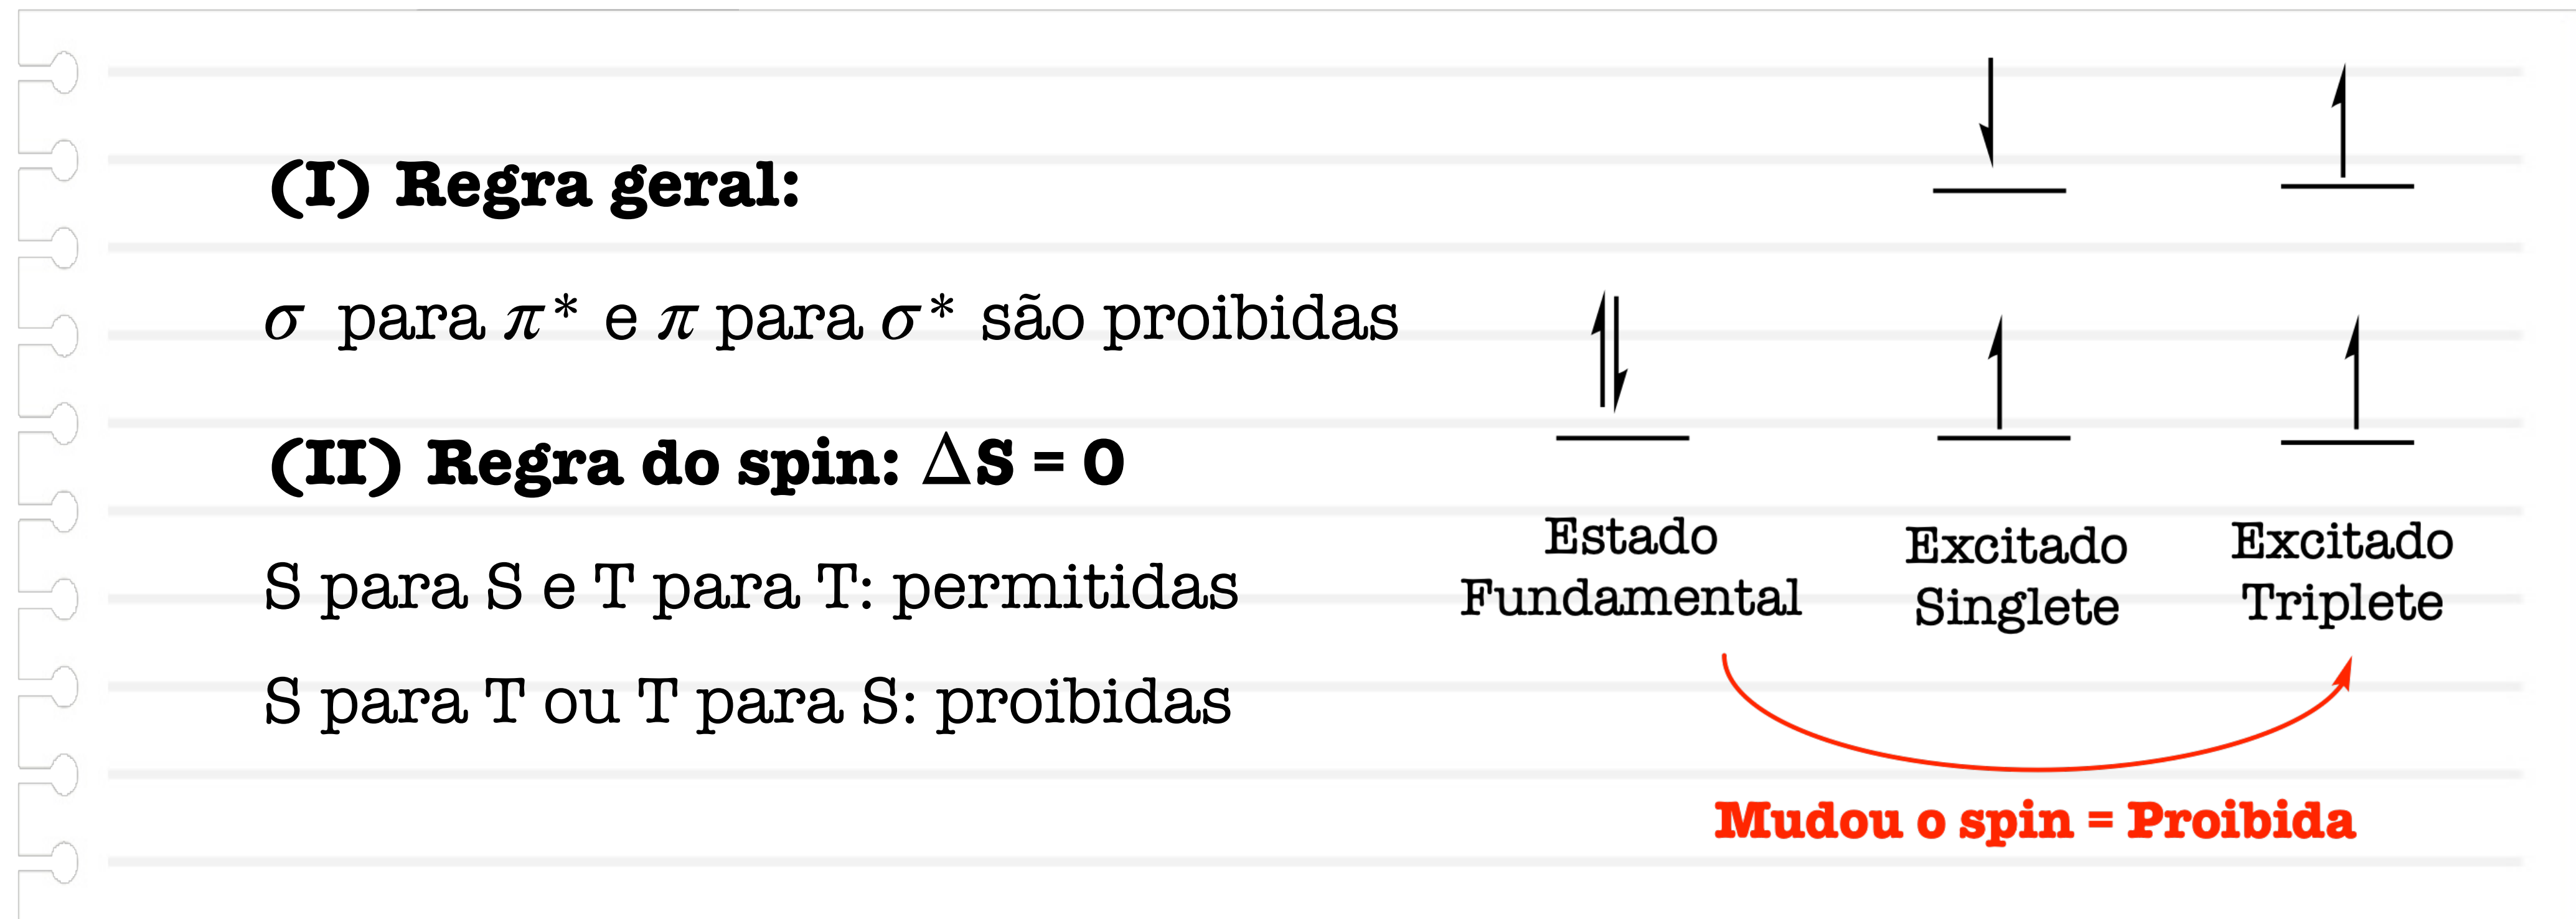 (I) Regra geral:
σ para π* e π para σ* são proibidas
(II) Regra do spin: ΔS = 0
S para S e T para T: permitidas
S para T ou T para S: proibidas
Estado
Fundamental
Excitado
Singlete
Excitado
Triplete
Mudou o spin = Proibida